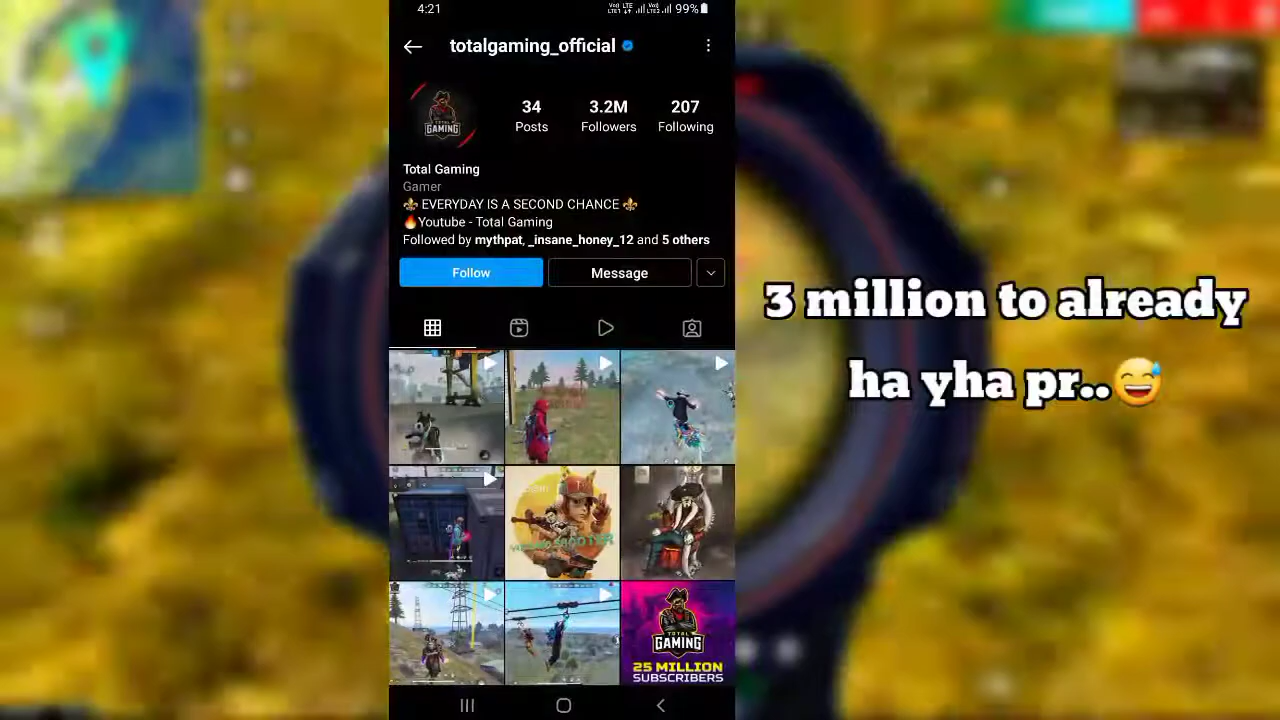 4:21
99%
totalgaming_official
34
3.2M
207
Posts
Followers
Following
Total Gaming
Gamer
⚜️ EVERYDAY IS A SECOND CHANCE ⚜️
🔥Youtube - Total Gaming
Followed by mythpat, _insane_honey_12 and 5 others
Follow
Message
3 million to already
ha yha pr..😅
TOTAL
GAMING
25 MILLION
SUBSCRIBERS